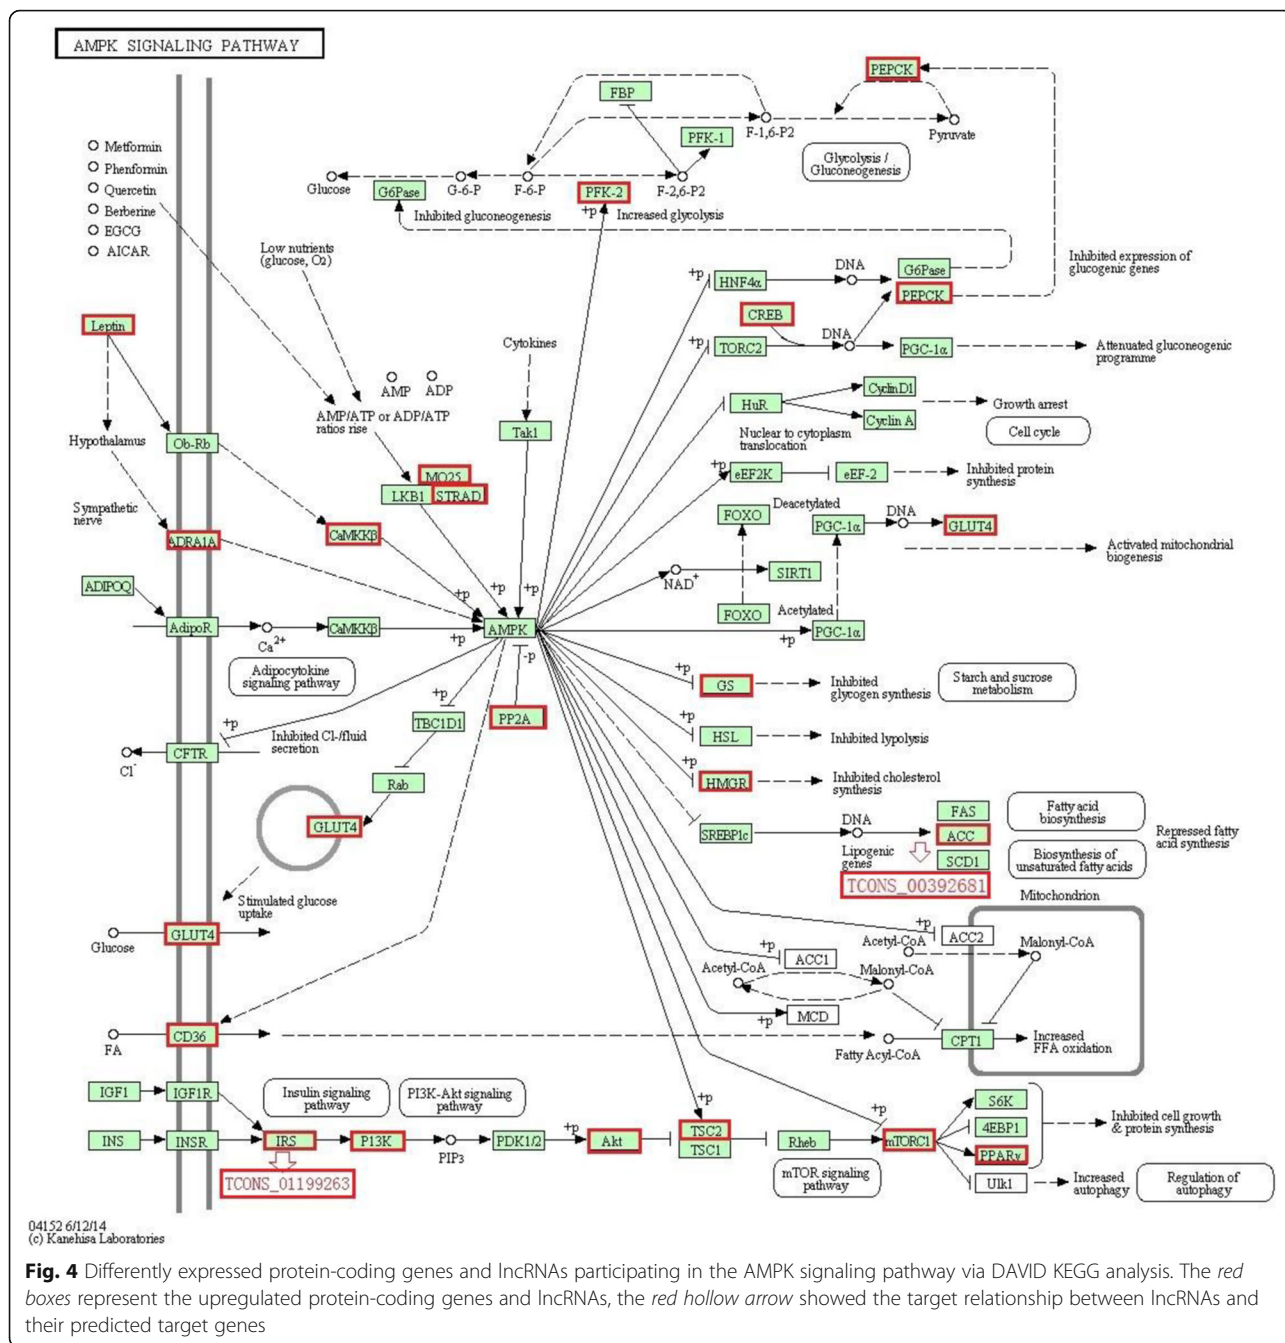 AMPK SIGNALING PATHWAY
PEPCK
FBP
F-1,6-P2
Pyruvate
PFK-1
Glycolysis /
Gluconeogenesis
Metformin
Phenformin
Quercetin
Berberine
EGCG
AICAR
Glucose
G6Pase
G-6-P
F-6-P
PFK-2
F-2,6-P2
+p
Inhibited gluconeogenesis
Increased glycolysis
Low nutrients
(glucose, O2)
Inhibited expression of
glucogenic genes
+p
HNF4α
DNA
G6Pase
PEPCK
Leptin
CREB
+p
TORC2
DNA
PGC-1α
Attenuated gluconeogenic
programme
Cytokines
AMP
ADP
AMP/ATP or ADP/ATP
ratios rise
HuR
CyclinD1
Cyclin A
Growth arrest
Cell cycle
Nuclear to cytoplasm
translocation
Hypothalamus
Ob-Rb
Tak1
MO25
LKB1
STRAD
+p
eEF2K
eEF-2
Inhibited protein
synthesis
Sympathetic
nerve
ADRA1A
CaMKKβ
Deacetylated
FOXO
PGC-1α
DNA
GLUT4
Activated mitochondrial
biogenesis
NAD+
SIRT1
ADIPOQ
+p
+p
+p
FOXO
Acetylated
PGC-1α
+p
AdipoR
Ca2+
CaMKKβ
+p
AMPK
-p
Adipocytokine
signaling pathway
+p
GS
Inhibited
glycogen synthesis
Starch and sucrose
metabolism
+p
TBC1D1
PP2A
+p
HSL
Inhibited lypolysis
+p
CFTR
Cl-
Inhibited Cl-/fluid
secretion
Rab
+p
HMGR
Inhibited cholesterol
synthesis
GLUT4
SREBP1c
DNA
FAS
ACC
SCD1
Lipogenic
genes
Fatty acid
biosynthesis
Repressed fatty
acid synthesis
Biosynthesis of
unsaturated fatty acids
TCONS_00392681
Stimulated glucose
uptake
Mitochondrion
Glucose
GLUT4
+p
ACC2
+p
ACC1
Acetyl-CoA
Malonyl-CoA
Acetyl-CoA
Malonyl-CoA
+p
MCD
FA
CD36
Fatty Acyl-CoA
CPT1
Increased
FFA oxidation
IGF1
IGF1R
Insulin signaling
pathway
PI3K-Akt signaling
pathway
+p
+p
S6K
INS
INSR
IRS
P13K
PIP3
PDK1/2
+p
Akt
TSC2
TSC1
Rheb
mTORC1
4EBP1
PPARγ
Ulk1
Inhibited cell growth
& protein synthesis
mTOR signaling
pathway
Increased
autophagy
Regulation of
autophagy
TCONS_01199263
04152 6/12/14
(c) Kanehisa Laboratories
Fig. 4 Differently expressed protein-coding genes and lncRNAs participating in the AMPK signaling pathway via DAVID KEGG analysis. The red
boxes represent the upregulated protein-coding genes and lncRNAs, the red hollow arrow showed the target relationship between lncRNAs and
their predicted target genes